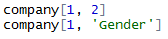 company[1, 2]
company[1, 'Gender']